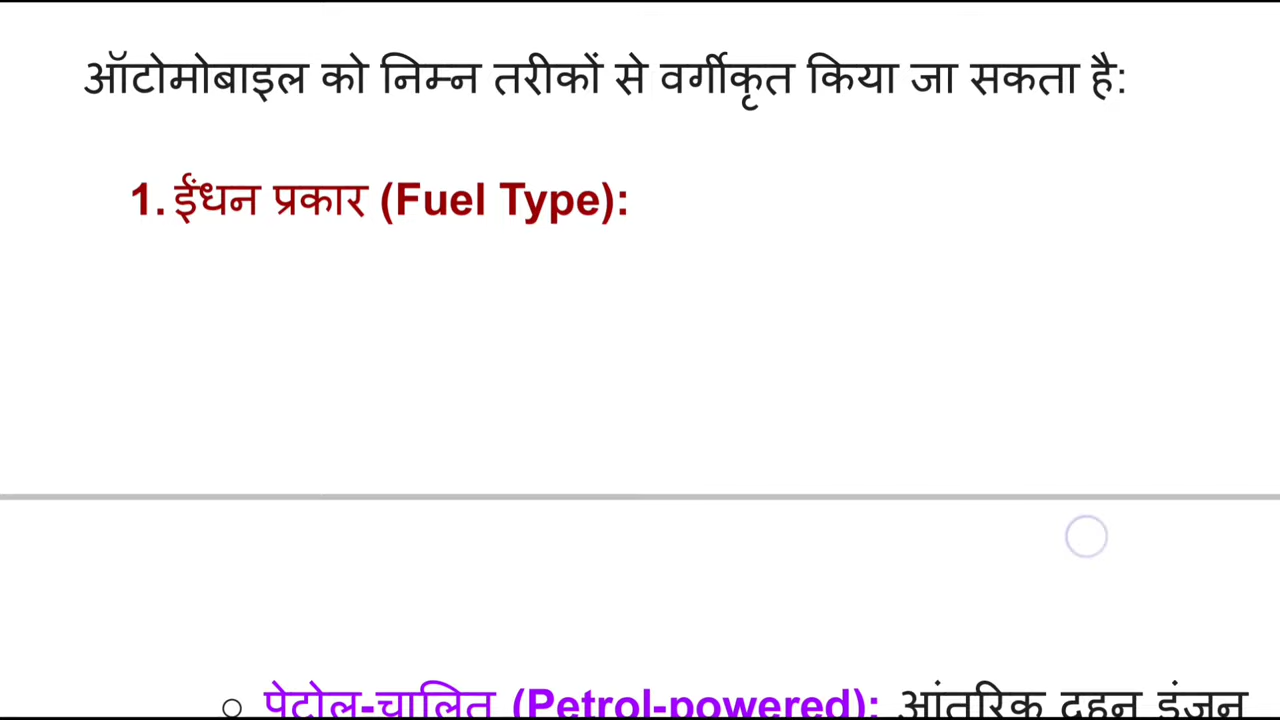 ऑटोमोबाइल को निम्न तरीकों से वर्गीकृत किया जा सकता है:
1. ईंधन प्रकार (Fuel Type):
○ पेट्रोल-चालित (Petrol-powered): आंतरिक दहन इंजन